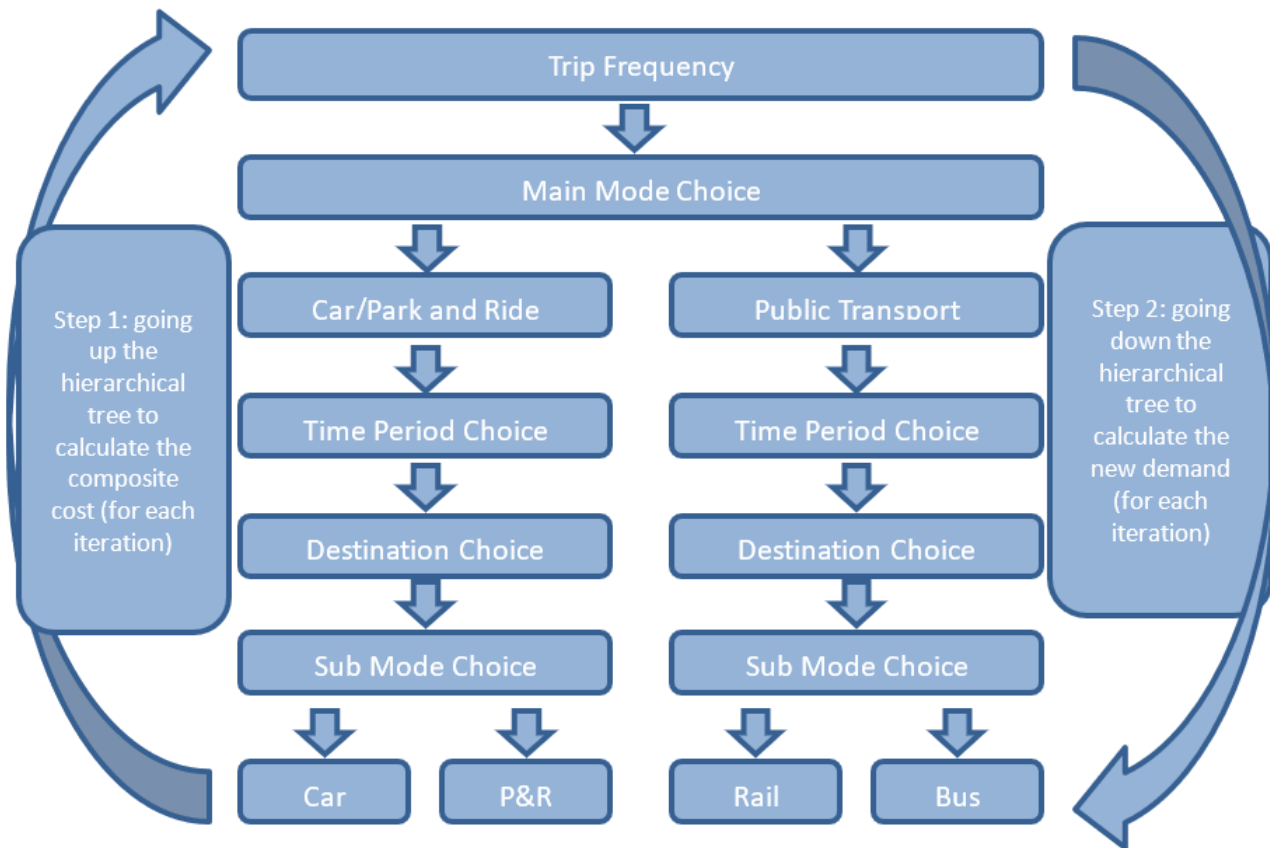 Trip Frequency
Main Mode Choice
Step 1: going
up the
hierarchical
tree to
calculate the
composite
cost (for each
iteration)
Car/Park and Ride
Public Transport
Step 2: going
down the
hierarchical
tree to
calculate the
new demand
(for each
iteration)
Time Period Choice
Time Period Choice
Destination Choice
Destination Choice
Sub Mode Choice
Sub Mode Choice
Car
P&R
Rail
Bus